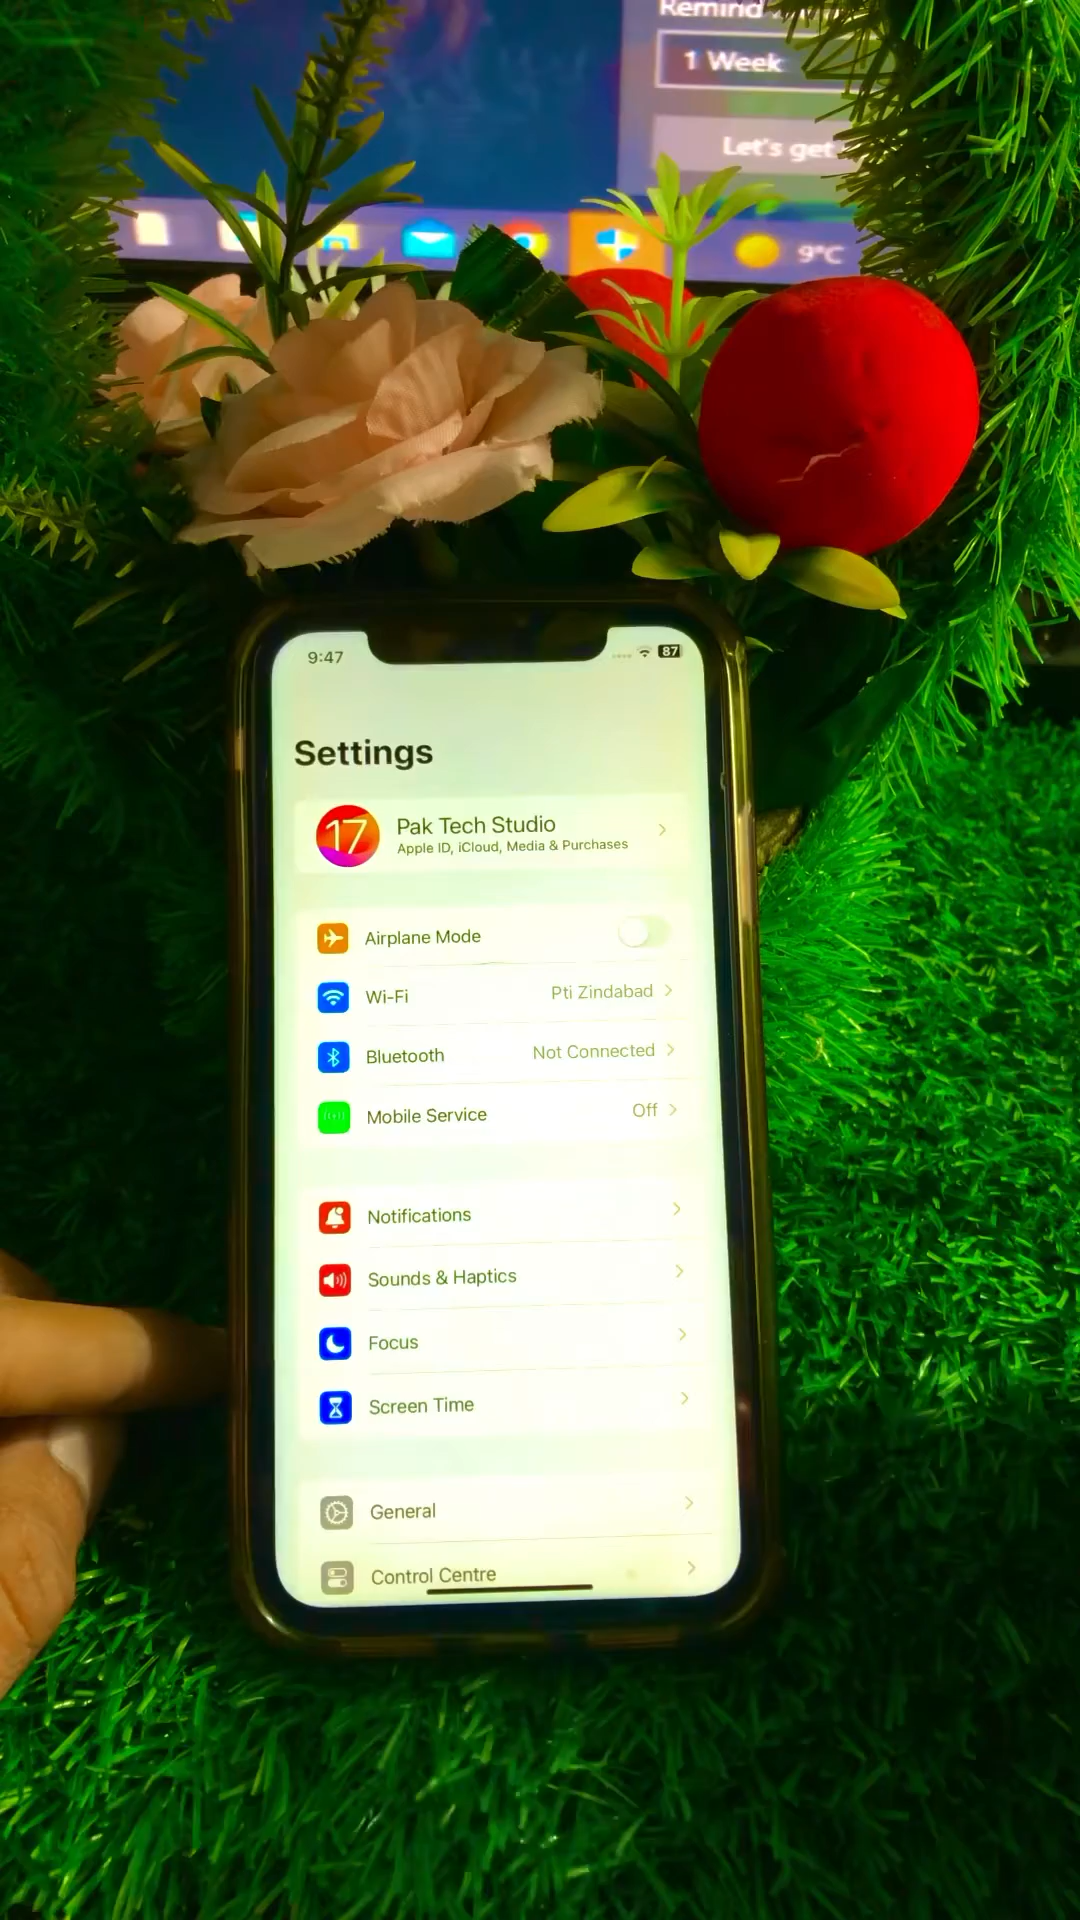 Remind
1 Week
Let's get
9°C
9:47
87
Settings
17
Pak Tech Studio
Apple ID, iCloud, Media & Purchases
Airplane Mode
Wi-Fi
Pti Zindabad
Bluetooth
Not Connected
Mobile Service
Off
Notifications
Sounds & Haptics
Focus
Screen Time
General
Control Centre